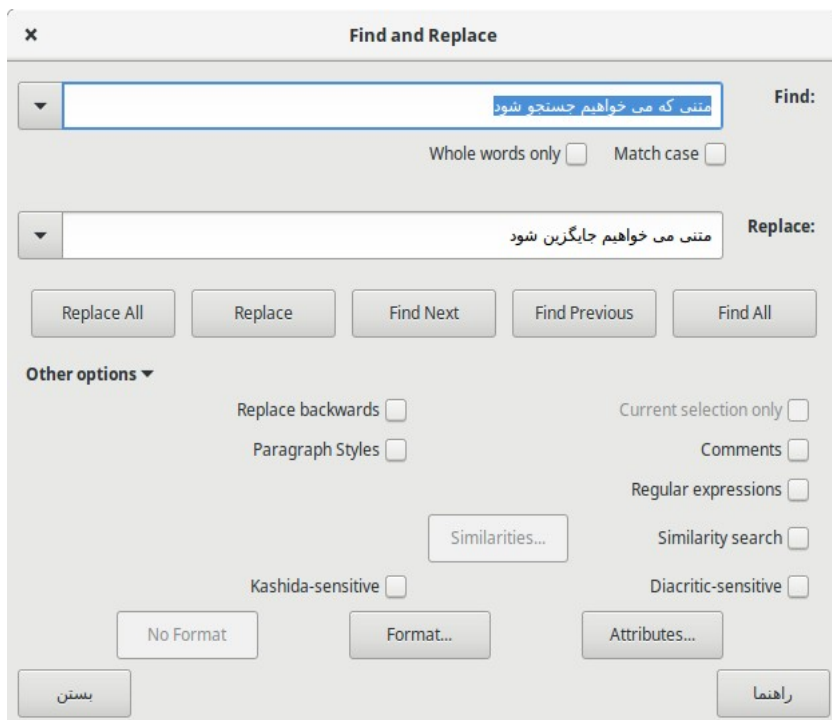 Find and Replace
Find: متنی که می خواهیم جستجو شود
Match case Whole words only
Replace: متنی می خواهیم جایگزین شود
Find All Find Previous Find Next Replace Replace All
Other options
Current selection only Replace backwards
Comments Paragraph Styles
Regular expressions
Similarity search Similarities...
Diacritic-sensitive Kashida-sensitive
Attributes... Format... No Format
راهنما بستن